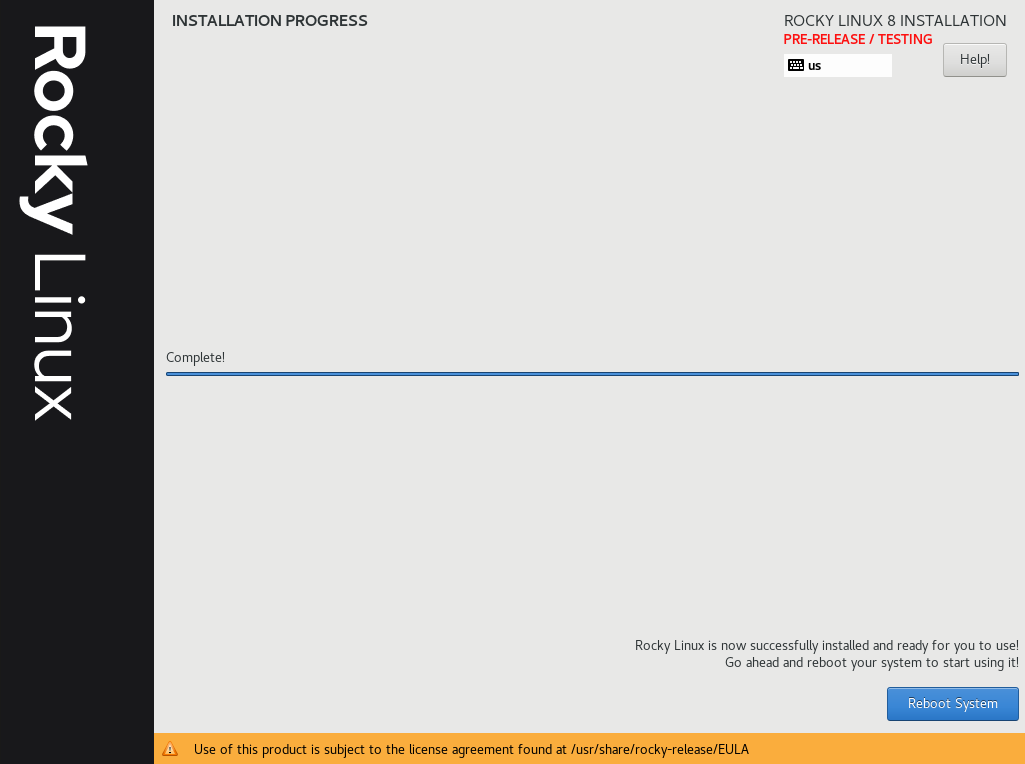 Rocky Linux
INSTALLATION PROGRESS
ROCKY LINUX 8 INSTALLATION
PRE-RELEASE / TESTING
us
Help!
Complete!
Rocky Linux is now successfully installed and ready for you to use!
Go ahead and reboot your system to start using it!
Reboot System
Use of this product is subject to the license agreement found at /usr/share/rocky-release/EULA